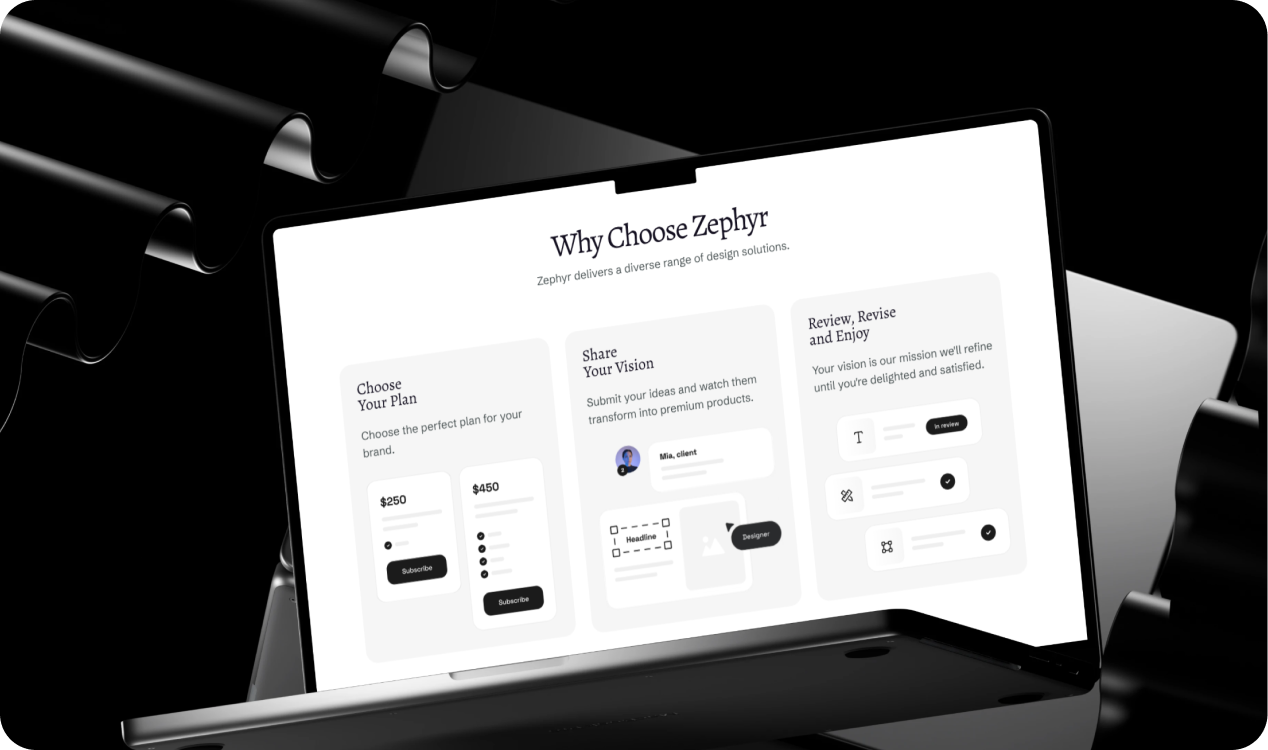 Why Choose Zephyr
Zephyr delivers a diverse range of design solutions.
Choose
Your Plan
Choose the perfect plan for your
brand.
$250
Subscribe
$450
Subscribe
Share
Your Vision
Submit your ideas and watch them
transform into premium products.
Mia, client
Headline
Designer
Review, Revise
and Enjoy
Your vision is our mission we'll refine
until you're delighted and satisfied.
T
In review